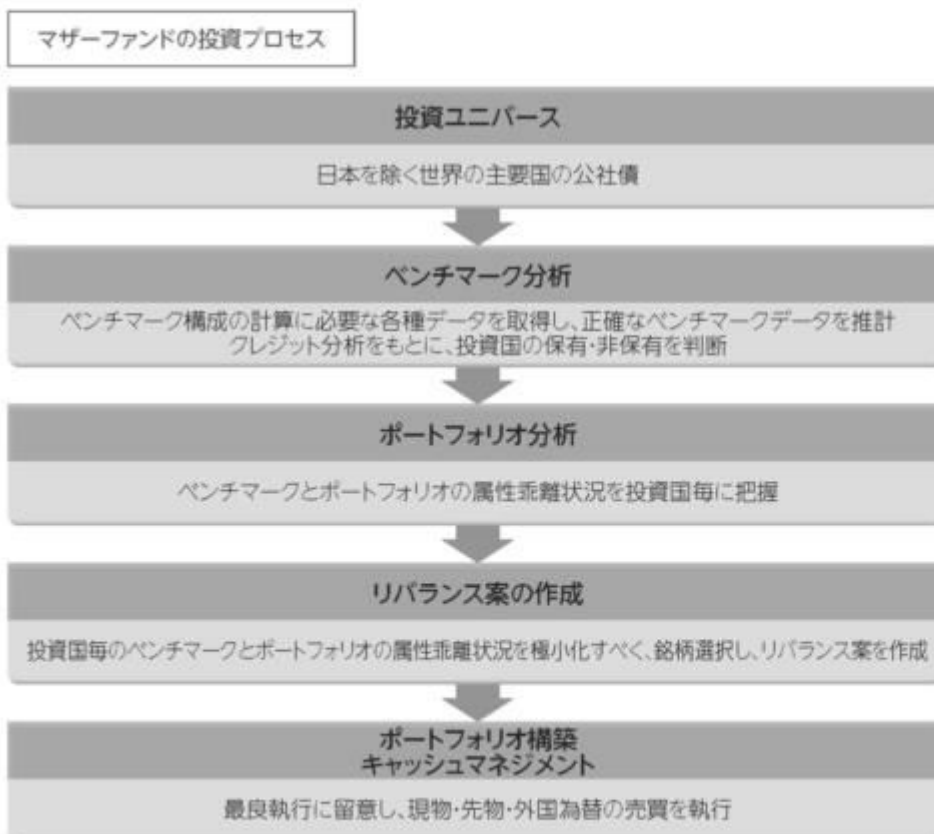 マザーファンドの投資プロセス
投資ユニバース
日本を除く世界の主要国の公社債
ベンチマーク分析
ベンチマーク構成の計算に必要な各種データを取得し、正確なベンチマークデータを推計
クレジット分析をもとに、投資国の保有・非保有を判断
ポートフォリオ分析
ベンチマークとポートフォリオの属性乖離状況を投資国毎に把握
リバランス案の作成
投資国毎のベンチマークとポートフォリオの属性乖離状況を極小化すべく、銘柄選択し、リバランス案を作成
ポートフォリオ構築
キャッシュマネジメント
最良執行に留意し、現物・先物・外国為替の売買を執行